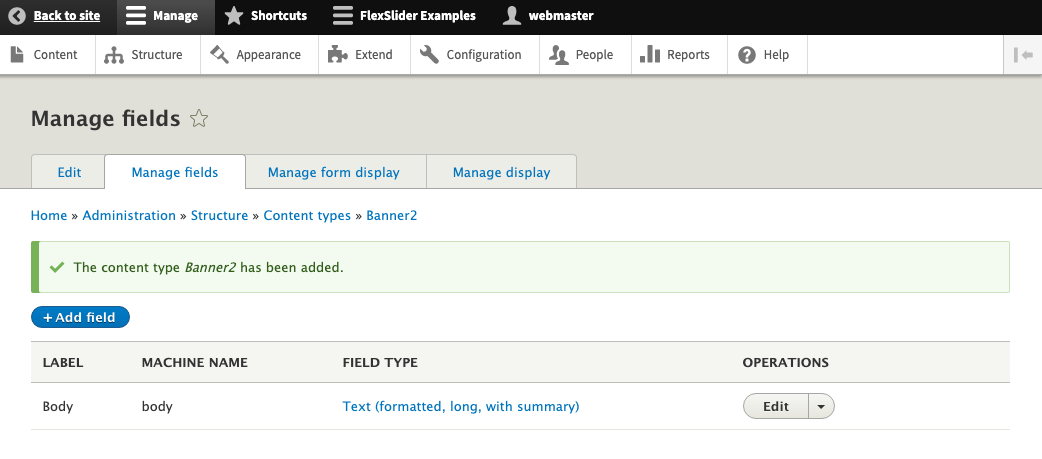 Back to site Manage Shortcuts FlexSlider Examples webmaster
Content Structure Appearance Extend Configuration People Reports Help
Manage fields
Edit Manage fields Manage form display Manage display
Home » Administration » Structure » Content types » Banner2
The content type Banner2 has been added.
+ Add field
LABEL MACHINE NAME FIELD TYPE OPERATIONS
Body body Text (formatted, long, with summary) Edit